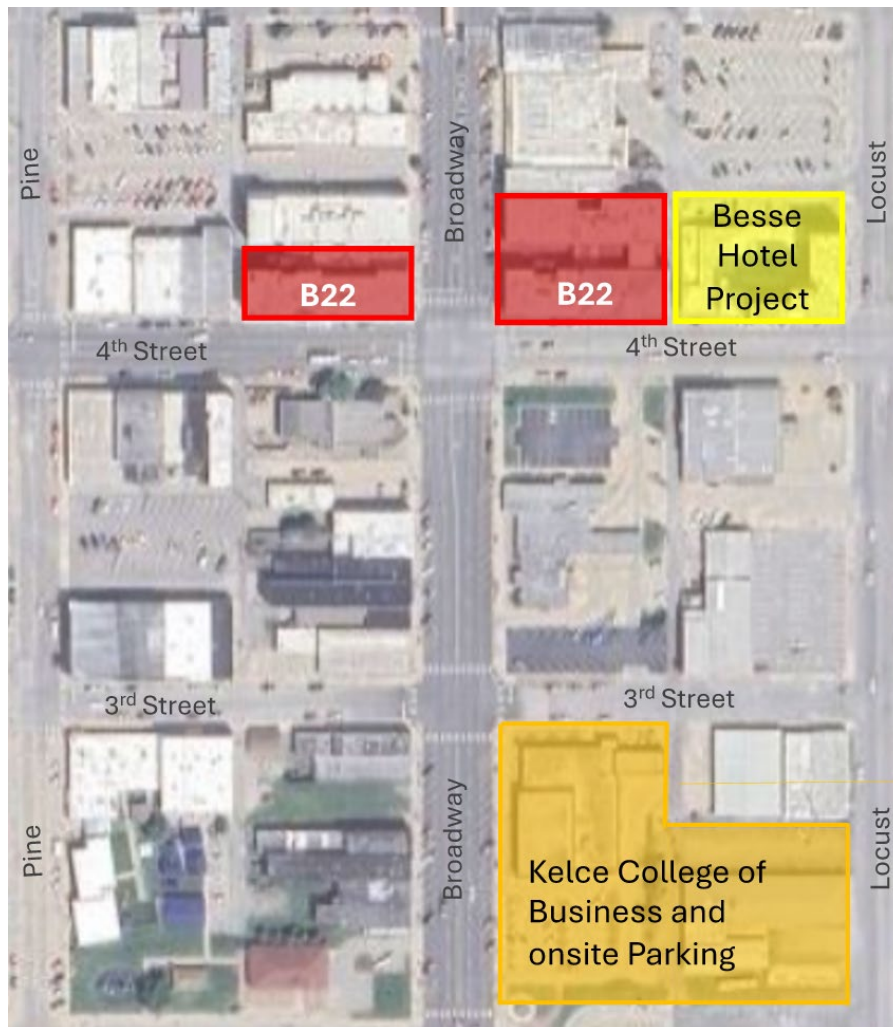 Pine
Broadway
Locust
Besse
Hotel
Project
B22
B22
4th Street
4th Street
3rd Street
3rd Street
Pine
Broadway
Locust
Kelce College of
Business and
onsite Parking